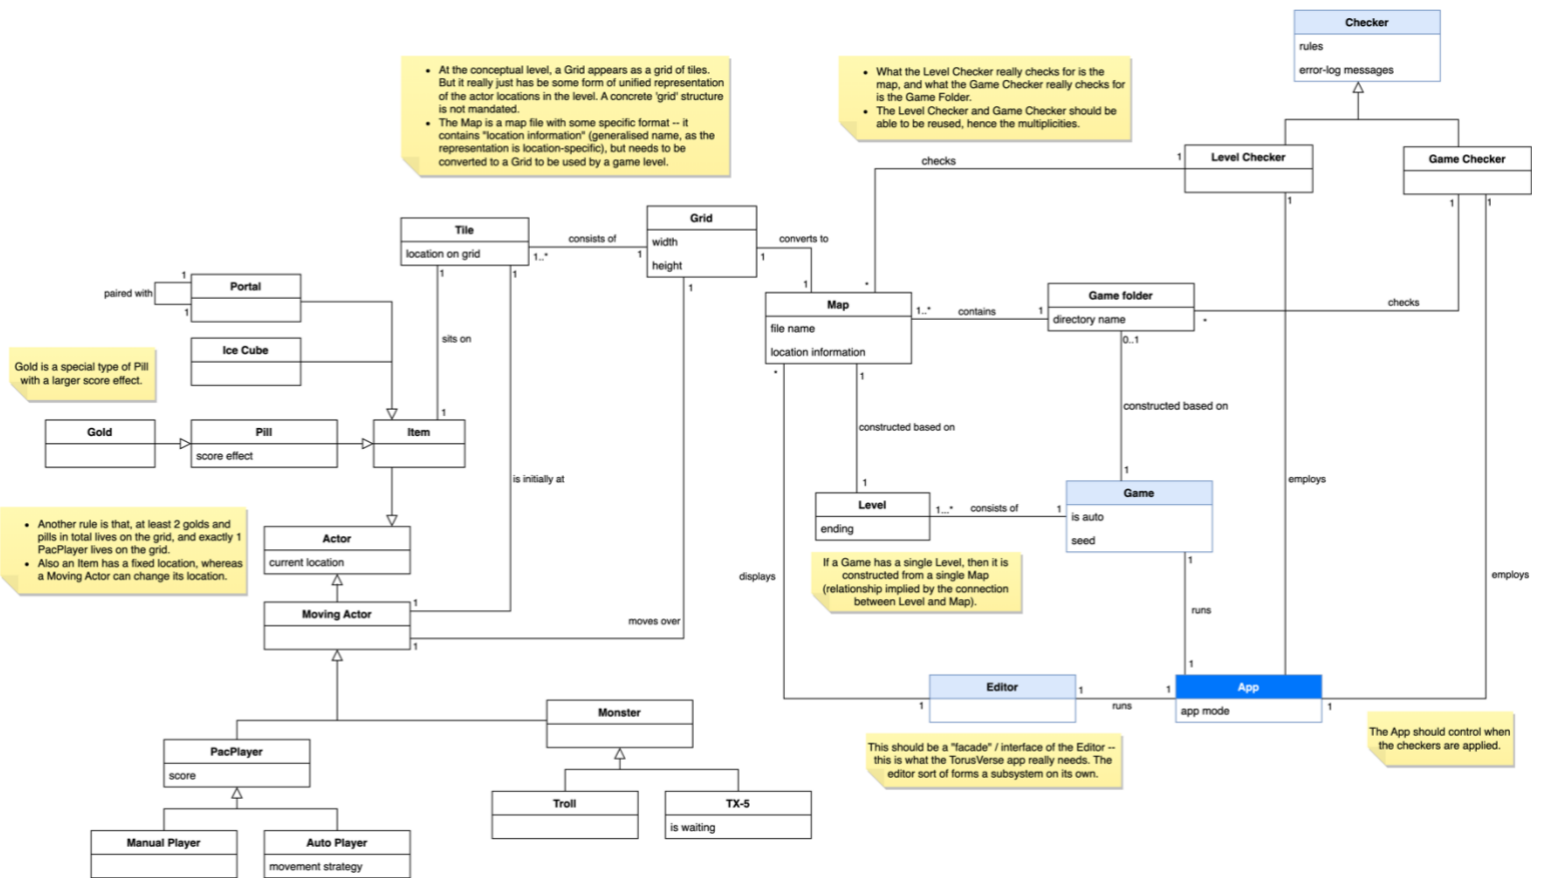 Checker
rules
error-log messages
• At the conceptual level, a Grid appears as a grid of tiles.
But it really just has be some form of unified representation
of the actor locations in the level. A concrete 'grid' structure
is not mandated.
• The Map is a map file with some specific format -- it
contains "location information" (generalised name, as the
representation is location-specific), but needs to be
converted to a Grid to be used by a game level.
• What the Level Checker really checks for is the
map, and what the Game Checker really checks for
is the Game Folder.
• The Level Checker and Game Checker should be
able to be reused, hence the multiplicities.
checks
1
Level Checker
1
Game Checker
1
1
Tile
location on grid
1
1
1..*
consists of
1
Grid
width
height
1
1
converts to
1
*
Map
file name
location information
*
1
1..*
contains
1
Game folder
directory name
0..1
*
checks
paired with
1
1
Portal
Ice Cube
sits on
1
Gold is a special type of Pill
with a larger score effect.
Gold
Pill
score effect
Item
is initially at
constructed based on
1
constructed based on
1
employs
employs
Level
ending
1...*
consists of
1
Game
is auto
seed
1
• Another rule is that, at least 2 golds and
pills in total lives on the grid, and exactly 1
PacPlayer lives on the grid.
• Also an Item has a fixed location, whereas
a Moving Actor can change its location.
Actor
current location
Moving Actor
1
1
moves over
displays
If a Game has a single Level, then it is
constructed from a single Map
(relationship implied by the connection
between Level and Map).
runs
1
1
Editor
1
runs
1
App
app mode
1
The App should control when
the checkers are applied.
This should be a "facade" / interface of the Editor --
this is what the TorusVerse app really needs. The
editor sort of forms a subsystem on its own.
Monster
PacPlayer
score
Troll
TX-5
is waiting
Manual Player
Auto Player
movement strategy